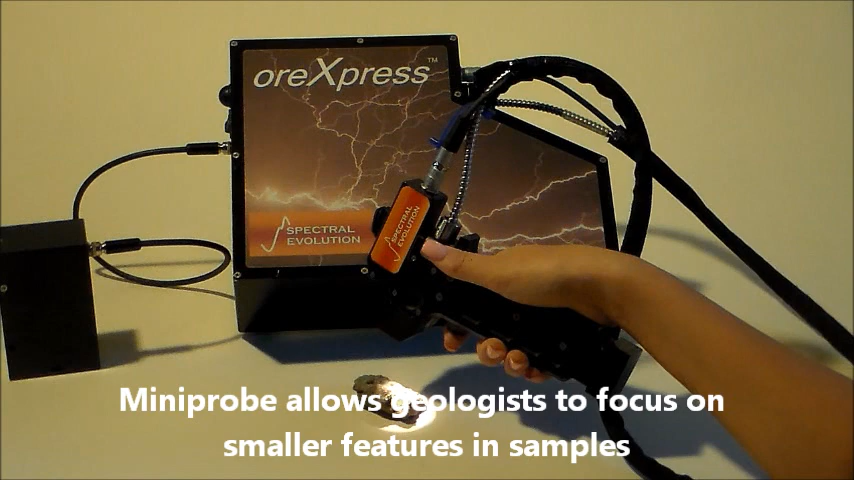 oreXpress™
SPECTRAL
EVOLUTION
SPECTRAL
EVOLUTION
Miniprobe allows geologists to focus on
smaller features in samples